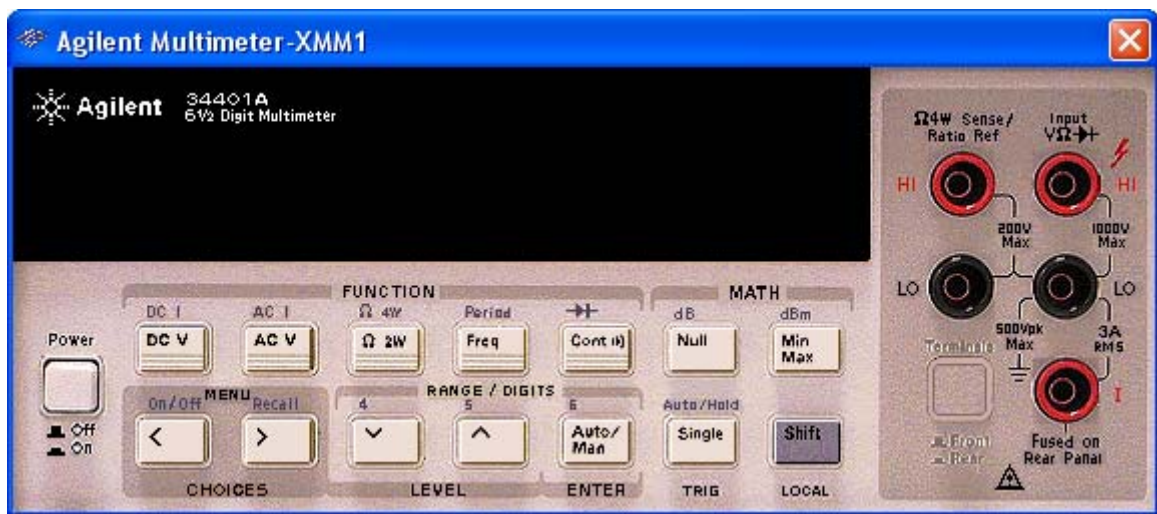 Agilent Multimeter-XMM1
Agilent 34401A
6½ Digit Multimeter
Ω4W Sense/
Ratio Ref
Input
VΩ
HI
HI
200V
Max
1000V
Max
LO
LO
500Vpk
Max
3A
RMS
Terminals
I
Front
Rear
Fused on
Rear Panal
FUNCTION
MATH
DC I
AC I
Ω 4W
Period
dB
dBm
Power
DC V
AC V
Ω 2W
Freq
Cont
Null
Min
Max
MENU
RANGE / DIGITS
On/Off
Recall
4
5
6
Auto/Hold
Off
On
<
>
Auto/
Man
Single
Shift
CHOICES
LEVEL
ENTER
TRIG
LOCAL